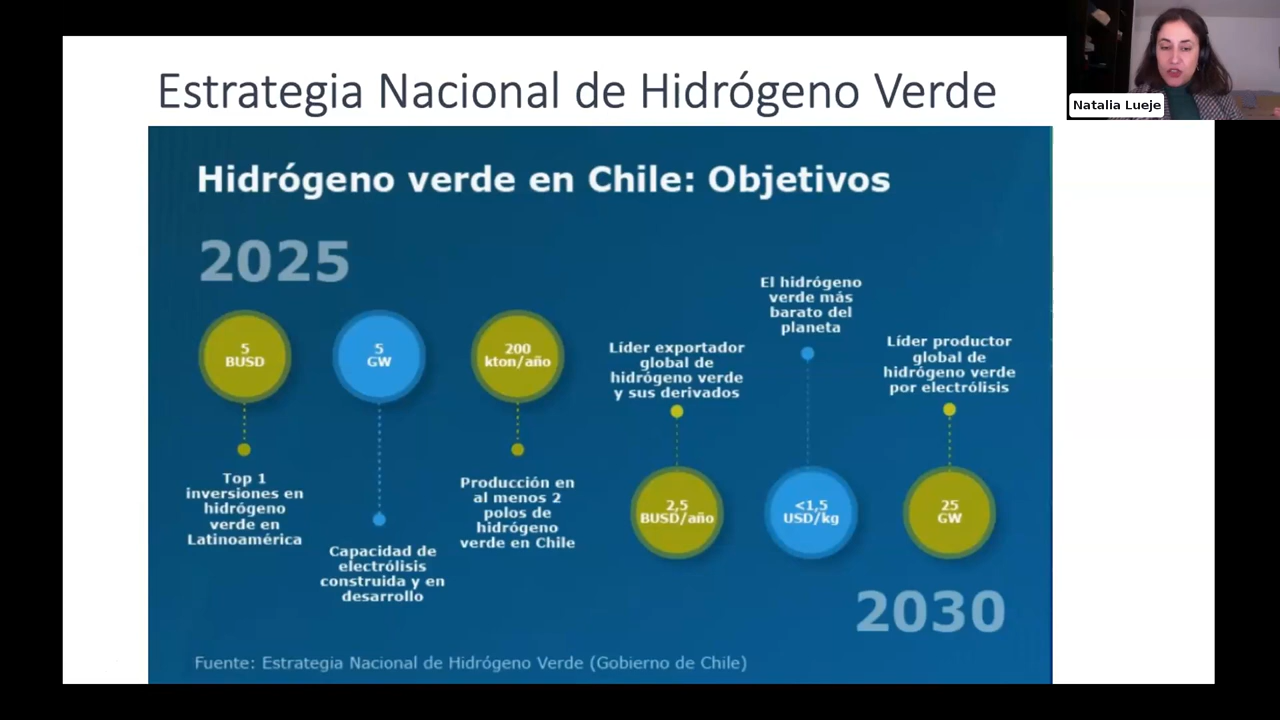 Estrategia Nacional de Hidrógeno Verde
Natalia Lueje
Hidrógeno verde en Chile: Objetivos
2025
5
BUSD
Top 1
inversiones en
hidrógeno
verde en
Latinoamérica
5
GW
Capacidad de
electrólisis
construida y en
desarrollo
200
kton/año
Producción en
al menos 2
polos de
hidrógeno
verde en Chile
Líder exportador
global de
hidrógeno verde
y sus derivados
2,5
BUSD/año
El hidrógeno
verde más
barato del
planeta
<1,5
USD/kg
Líder productor
global de
hidrógeno verde
por electrólisis
25
GW
2030
Fuente: Estrategia Nacional de Hidrógeno Verde (Gobierno de Chile)